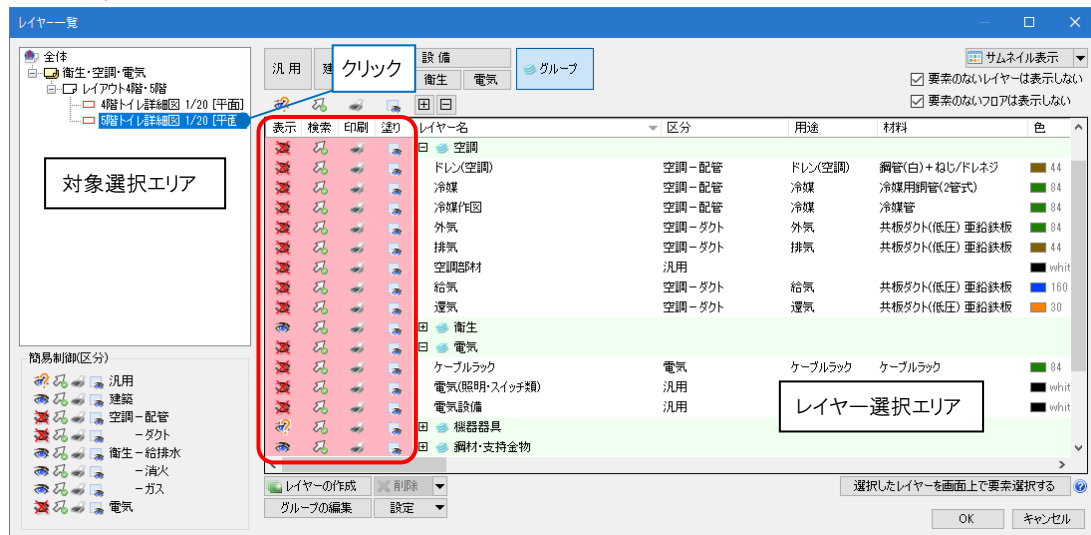 レイヤー一覧
全体
衛生・空調・電気
レイアウト4階・5階
4階トイレ詳細図 1/20 [平面]
5階トイレ詳細図 1/20 [平面
対象選択エリア
簡易制御(区分)
汎用
建築
空調－配管
－ダクト
衛生－給排水
－消火
－ガス
電気
汎用 建
クリック
設備
衛生 電気
グループ
サムネイル表示
要素のないレイヤーは表示しない
要素のないフロアは表示しない
表示 検索 印刷 塗り レイヤー名 区分 用途 材料 色
空調
ドレン(空調) 空調－配管 ドレン(空調) 鋼管(白)+ねじ/ドレネジ 44
冷媒 空調－配管 冷媒 冷媒用銅管(2管式) 84
冷媒作図 空調－配管 冷媒 冷媒管 84
外気 空調－ダクト 外気 共板ダクト(低圧) 亜鉛鉄板 84
排気 空調－ダクト 排気 共板ダクト(低圧) 亜鉛鉄板 44
空調部材 汎用 whit
給気 空調－ダクト 給気 共板ダクト(低圧) 亜鉛鉄板 160
還気 空調－ダクト 還気 共板ダクト(低圧) 亜鉛鉄板 30
衛生
電気
ケーブルラック 電気 ケーブルラック ケーブルラック 84
電気(照明・スイッチ類) 汎用 whit
電気設備 汎用 whit
機器器具
鋼材・支持金物
レイヤー選択エリア
レイヤーの作成 削除
選択したレイヤーを画面上で要素選択する
グループの編集 設定
OK キャンセル